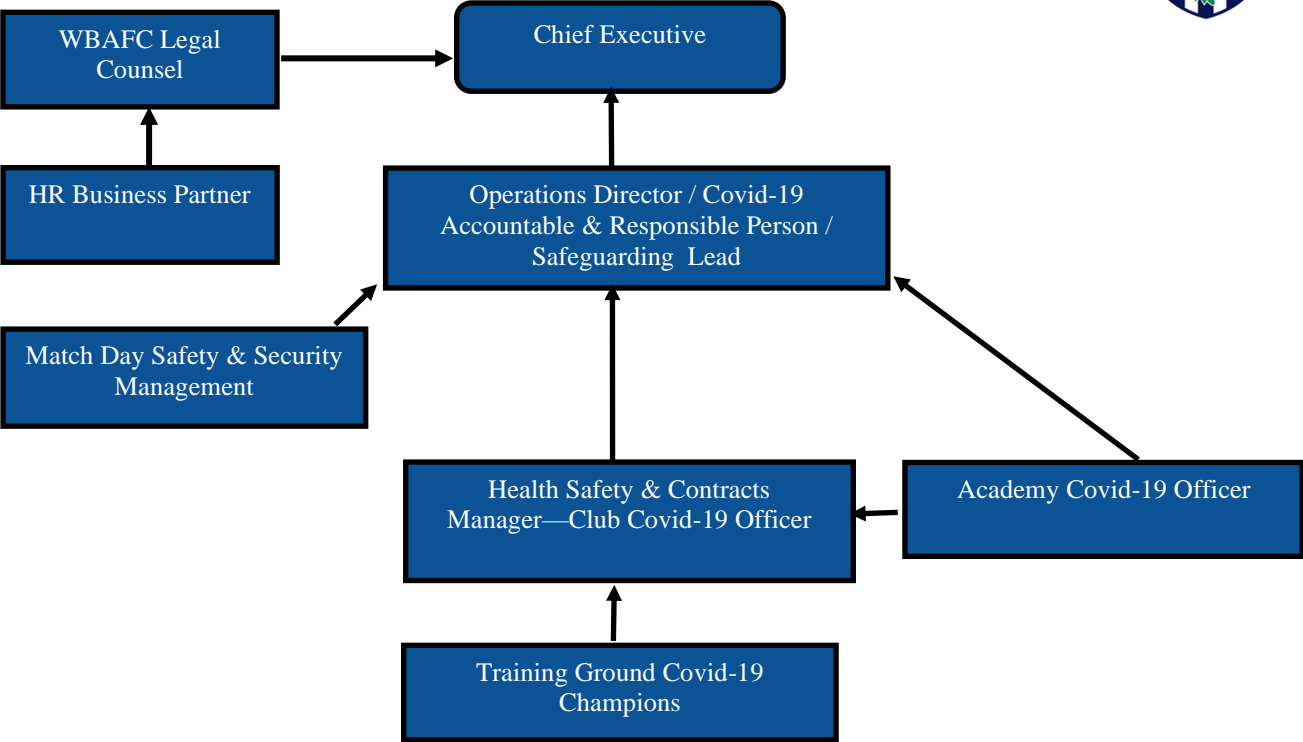 WBAFC Legal
Counsel
Chief Executive
HR Business Partner
Operations Director / Covid-19
Accountable & Responsible Person /
Safeguarding Lead
Match Day Safety & Security
Management
Health Safety & Contracts
Manager—Club Covid-19 Officer
Academy Covid-19 Officer
Training Ground Covid-19
Champions